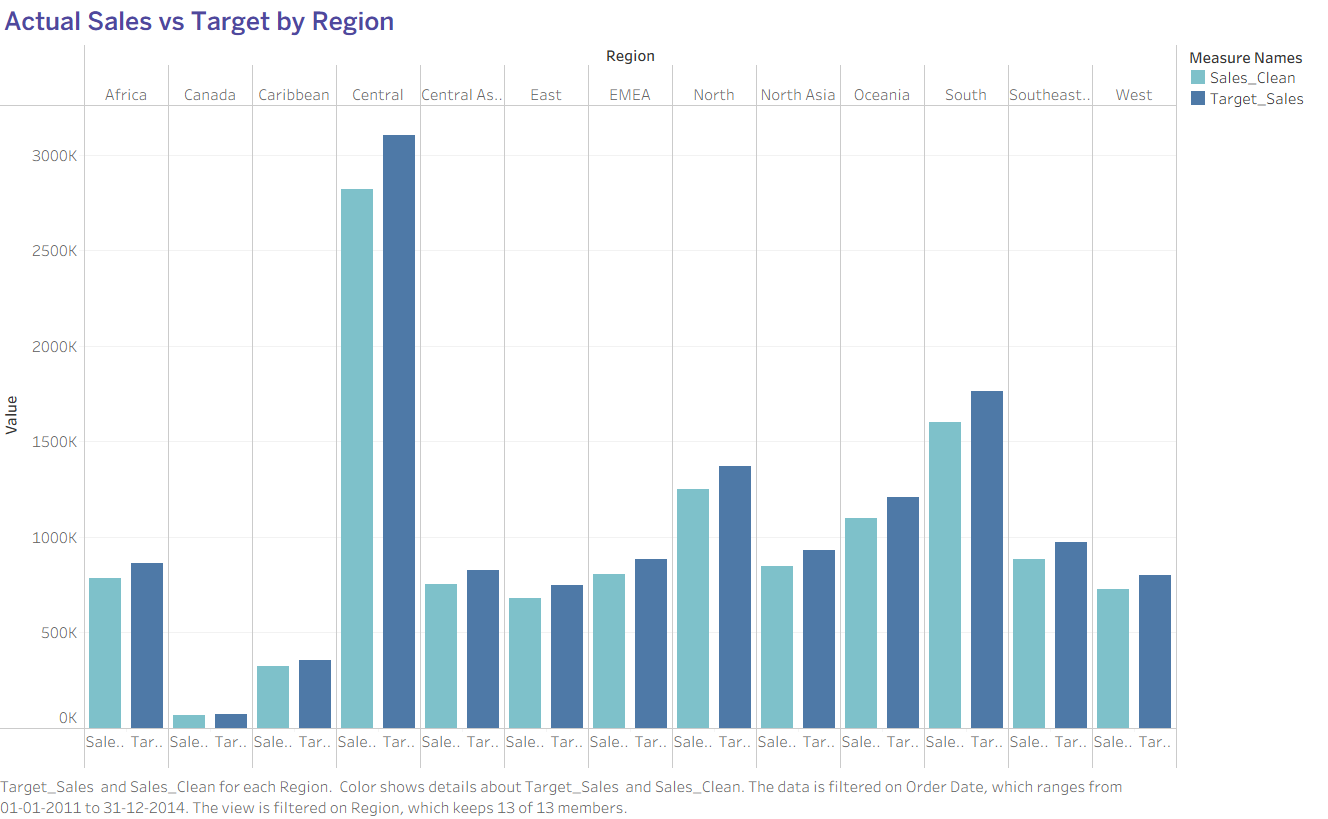 Actual Sales vs Target by Region
Region
Measure Names
Sales_Clean
Target_Sales
Africa Canada Caribbean Central Central As.. East EMEA North North Asia Oceania South Southeast.. West
3000K
2500K
2000K
1500K
1000K
500K
0K
Value
Sale.. Tar.. Sale.. Tar.. Sale.. Tar.. Sale.. Tar.. Sale.. Tar.. Sale.. Tar.. Sale.. Tar.. Sale.. Tar.. Sale.. Tar.. Sale.. Tar.. Sale.. Tar.. Sale.. Tar.. Sale.. Tar..
Target_Sales  and Sales_Clean for each Region.  Color shows details about Target_Sales  and Sales_Clean. The data is filtered on Order Date, which ranges from
01-01-2011 to 31-12-2014. The view is filtered on Region, which keeps 13 of 13 members.